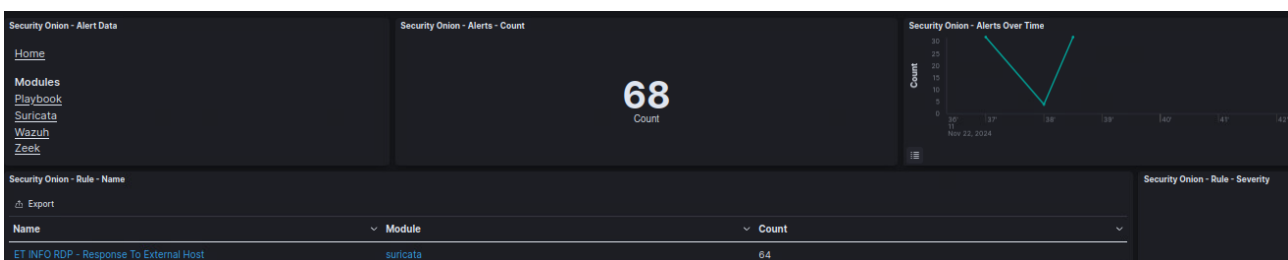 Security Onion - Alert Data
Home
Modules
Playbook
Suricata
Wazuh
Zeek
Security Onion - Alerts - Count
68
Count
Security Onion - Alerts Over Time
Count
30
25
20
15
10
5
0
36' 37' 38' 39' 40' 41' 42'
11
Nov 22, 2024
Security Onion - Rule - Name
Export
Name Module Count
ET INFO RDP - Response To External Host suricata 64
Security Onion - Rule - Severity